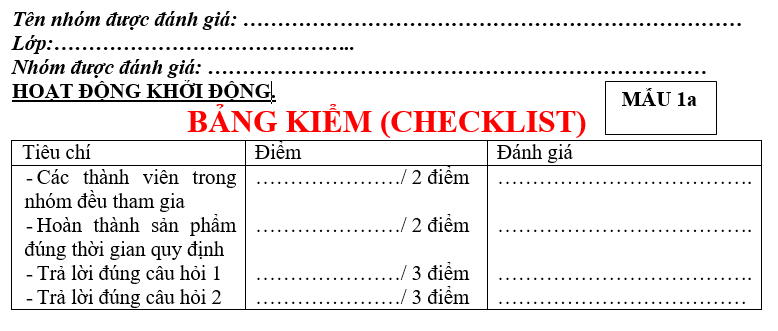 Tên nhóm được đánh giá: ……………………………………………………………………
Lớp:……………………………………..
Nhóm được đánh giá: ……………………………………………………………………
HOẠT ĐỘNG KHỞI ĐỘNG.
MẪU 1a
BẢNG KIỂM (CHECKLIST)
Tiêu chí Điểm Đánh giá
- Các thành viên trong …………………/ 2 điểm ……………………………….
nhóm đều tham gia
- Hoàn thành sản phẩm …………………/ 2 điểm ……………………………….
đúng thời gian quy định
- Trả lời đúng câu hỏi 1 …………………/ 3 điểm ……………………………….
- Trả lời đúng câu hỏi 2 …………………/ 3 điểm ………………………………